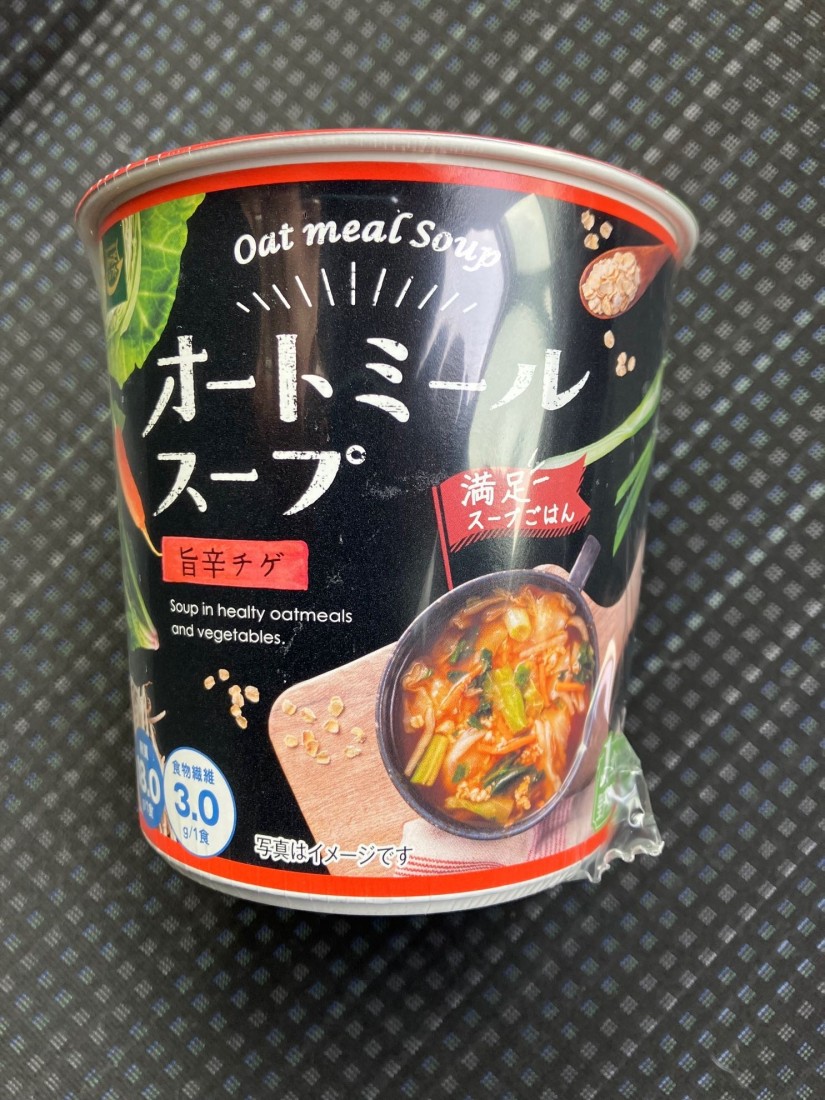 Oat meal Soup
オートミール
スープ
満足
スープごはん
旨辛チゲ
Soup in healty oatmeals
and vegetables.
食物繊維
3.0
g/1食
写真はイメージです